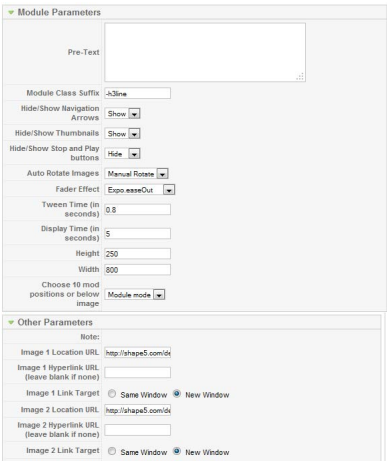 Module Parameters
Pre-Text
Module Class Suffix -h3line
Hide/Show Navigation
Arrows Show
Hide/Show Thumbnails Show
Hide/Show Stop and Play
buttons Hide
Auto Rotate Images Manual Rotate
Fader Effect Expo.easeOut
Tween Time (in
seconds) 0.8
Display Time (in
seconds) 5
Height 250
Width 800
Choose 10 mod
positions or below
image Module mode
Other Parameters
Note:
Image 1 Location URL http://shape5.com/de
Image 1 Hyperlink URL
(leave blank if none)
Image 1 Link Target Same Window New Window
Image 2 Location URL http://shape5.com/de
Image 2 Hyperlink URL
(leave blank if none)
Image 2 Link Target Same Window New Window